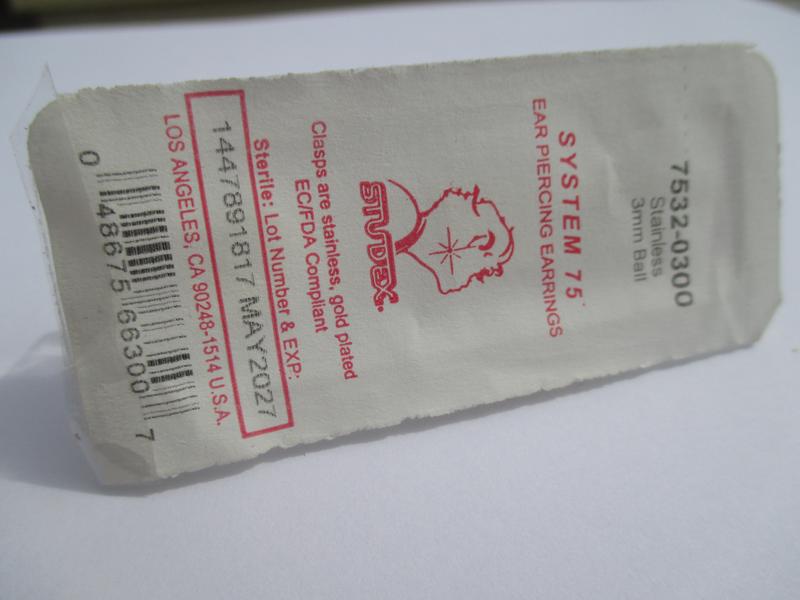 7532-0300
Stainless
3mm Ball
SYSTEM 75
EAR PIERCING EARRINGS
STUDEX®
Clasps are stainless, gold plated
EC/FDA Compliant
Sterile: Lot Number & EXP:
1447891817 MAY2027
LOS ANGELES, CA 90248-1514 U.S.A.
0 48675 66300 7